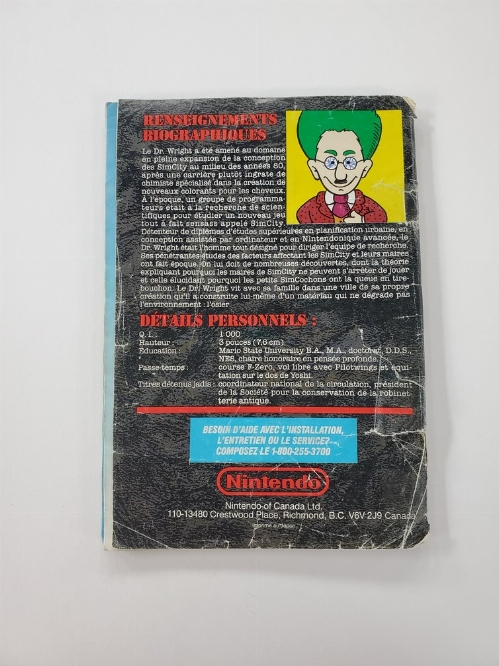 RENSEIGNEMENTS
BIOGRAPHIQUES
Le Dr. Wright a été amené au domaine
en pleine expansion de la conception
des SimCity au milieu des années 80,
après une carrière plutôt ingrate de
chimiste spécialisé dans la création de
nouveaux colorants pour les cheveux.
À l'époque, un groupe de programma-
teurs était à la recherche de scien-
tifiques pour étudier un nouveau jeu
tout à fait sensass appelé SimCity.
Détenteur de diplômes d'études supérieures en planification urbaine, en
conception assistée par ordinateur et en Nintendonique avancée, le
Dr. Wright était l'homme tout désigné pour diriger l'équipe de recherche.
Ses pénétrantes études des facteurs affectant les SimCity et leurs maires
ont fait époque. On lui doit de nombreuses découvertes, dont la théorie
expliquant pourquoi les maires de SimCity ne peuvent s'arrêter de jouer
et celle élucidant pourquoi les petits SimCochons ont la queue en tire-
bouchon. Le Dr. Wright vit avec sa famille dans une ville de sa propre
création qu'il a construite lui-même d'un matériau qui ne dégrade pas
l'environnement : l'osier.
DÉTAILS PERSONNELS :
Q.I. : 1 000
Hauteur : 3 pouces (7,6 cm)
Éducation : Mario State University B.A., M.A., doctorat, D.D.S.,
NES, chaire honoraire en pensée profonde.
Passe-temps : course F-Zero, vol libre avec Pilotwings et équi-
tation sur le dos de Yoshi.
Titres détenus jadis : coordinateur national de la circulation, président
de la Société pour la conservation de la robinet-
terie antique.
BESOIN D'AIDE AVEC L'INSTALLATION,
L'ENTRETIEN OU LE SERVICE?
COMPOSEZ LE 1-800-255-3700
Nintendo
Nintendo of Canada Ltd.
110-13480 Crestwood Place, Richmond, B.C. V6V 2J9 Canada
Imprimé au Japon